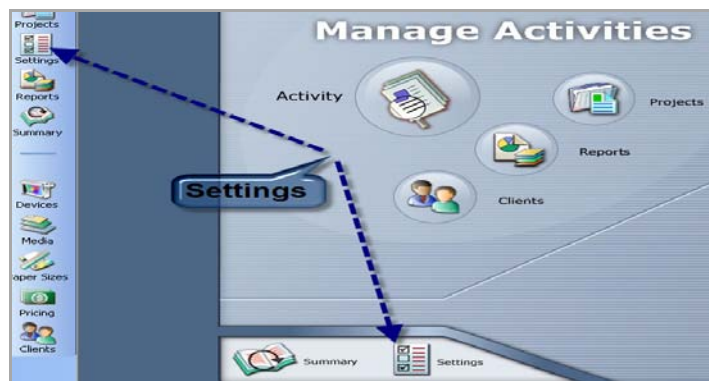 Projects
Settings
Reports
Summary
Devices
Media
aper Sizes
Pricing
Clients
Manage Activities
Activity
Projects
Reports
Clients
Settings
Summary
Settings